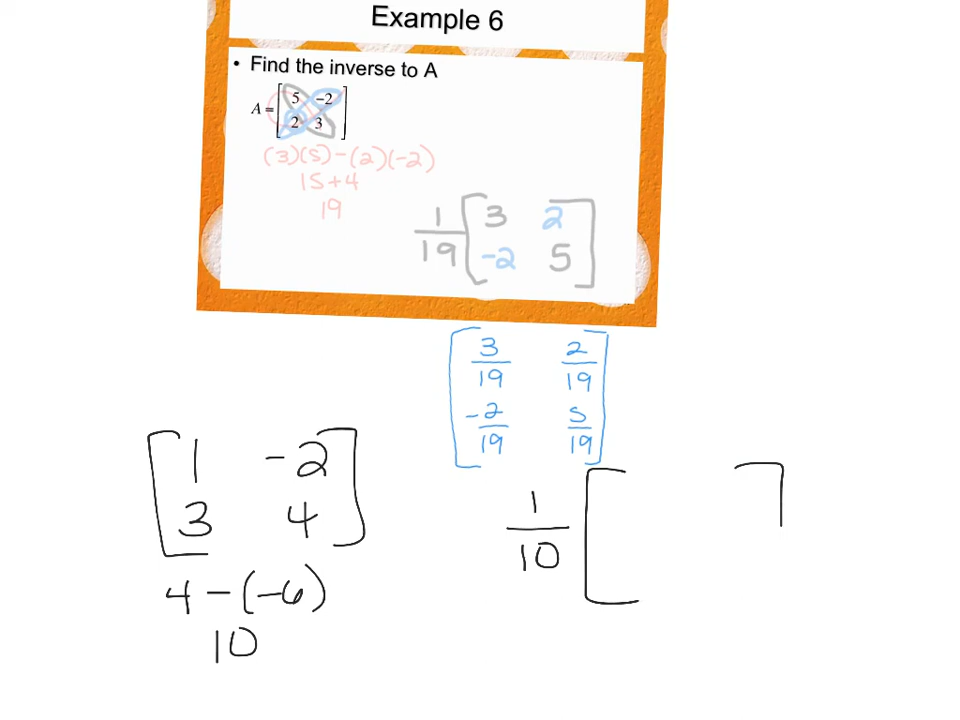 Example 6
• Find the inverse to A
A = [ 5 -2
2 3 ]
(3)(5) - (2)(-2)
15 + 4
19
1/19 [ 3 2
-2 5 ]
[ 3/19 2/19
-2/19 5/19 ]
[ 1 -2
3 4 ]
4 - (-6)
10
1/10 [